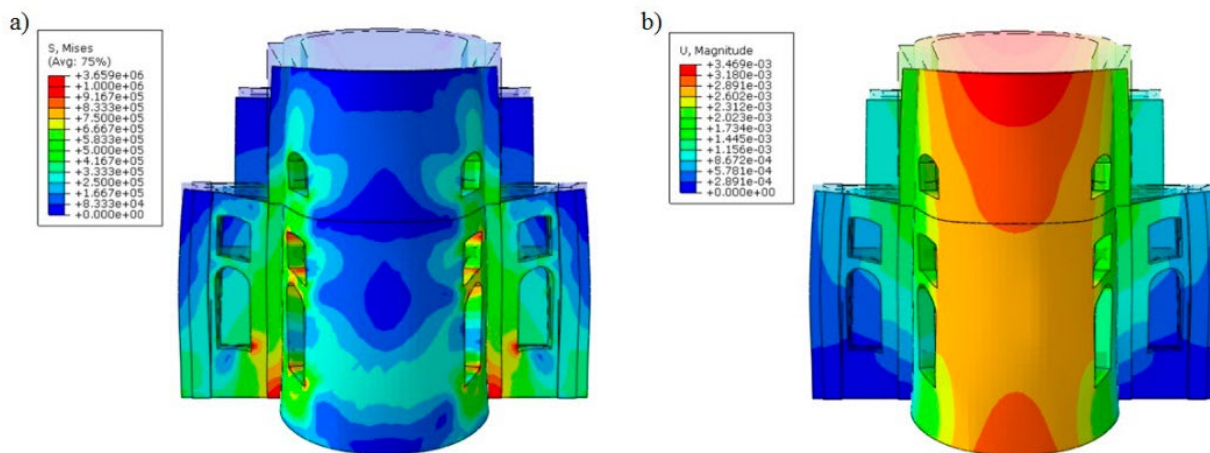 a)
S, Mises
(Avg: 75%)
+3.659e+06
+1.000e+06
+9.167e+05
+8.333e+05
+7.500e+05
+6.667e+05
+5.833e+05
+5.000e+05
+4.167e+05
+3.333e+05
+2.500e+05
+1.667e+05
+8.333e+04
+0.000e+00
b)
U, Magnitude
+3.469e-03
+3.180e-03
+2.891e-03
+2.602e-03
+2.312e-03
+2.023e-03
+1.734e-03
+1.445e-03
+1.156e-03
+8.672e-04
+5.781e-04
+2.891e-04
+0.000e+00